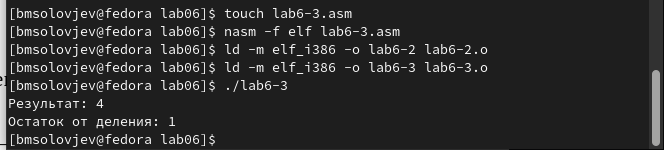 [bmsolovjev@fedora lab06]$ touch lab6-3.asm
[bmsolovjev@fedora lab06]$ nasm -f elf lab6-3.asm
[bmsolovjev@fedora lab06]$ ld -m elf_i386 -o lab6-2 lab6-2.o
[bmsolovjev@fedora lab06]$ ld -m elf_i386 -o lab6-3 lab6-3.o
[bmsolovjev@fedora lab06]$ ./lab6-3
Результат: 4
Остаток от деления: 1
[bmsolovjev@fedora lab06]$